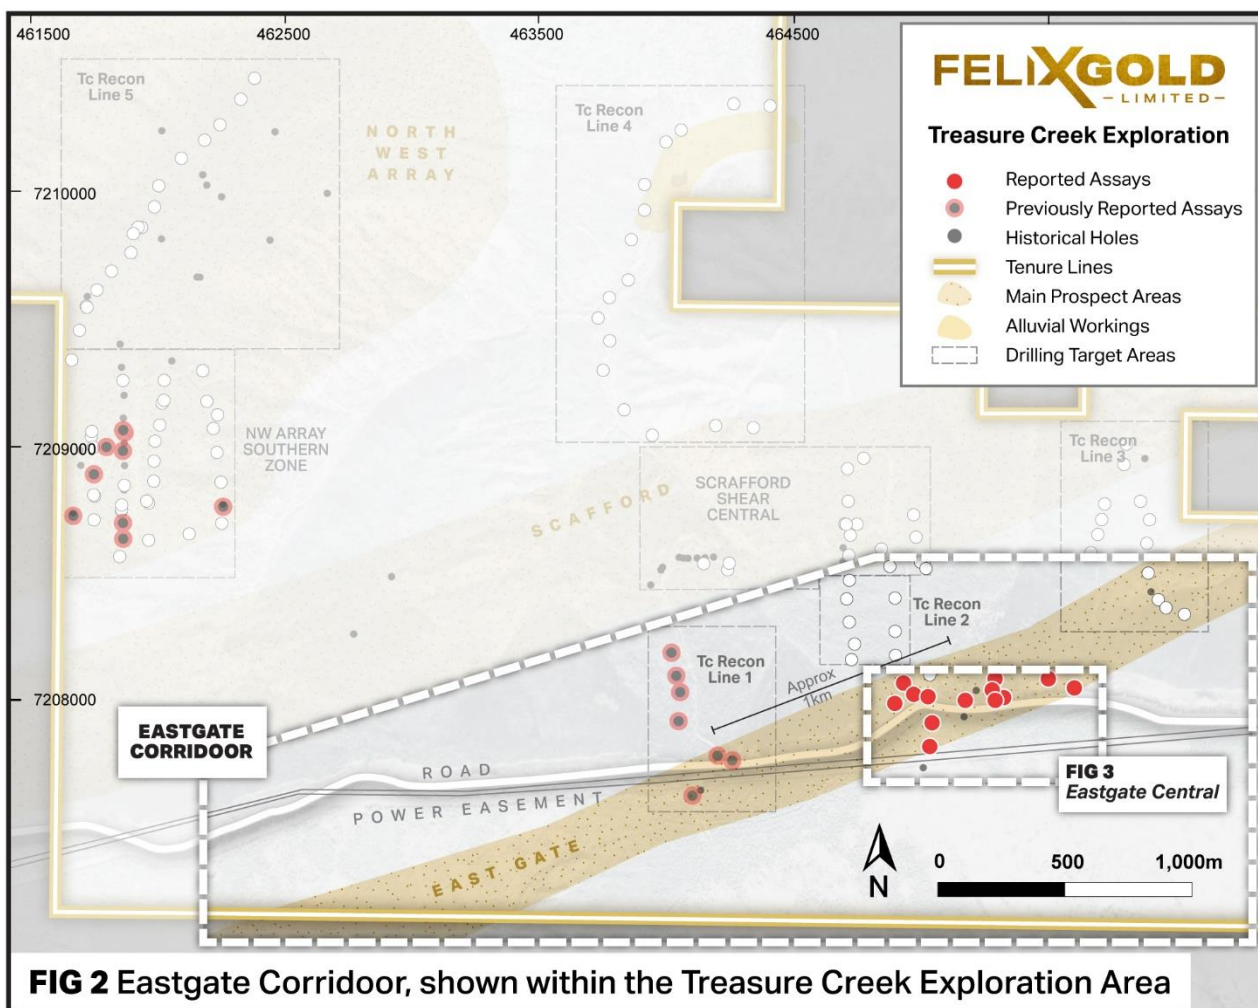 461500
462500
463500
464500
7210000
7209000
7208000
FELIXGOLD
LIMITED
Treasure Creek Exploration
Reported Assays
Previously Reported Assays
Historical Holes
Tenure Lines
Main Prospect Areas
Alluvial Workings
Drilling Target Areas
Tc Recon
Line 5
NORTH
WEST
ARRAY
Tc Recon
Line 4
NW ARRAY
SOUTHERN
ZONE
SCAFFORD
SCRAFFORD
SHEAR
CENTRAL
Tc Recon
Line 3
Tc Recon
Line 2
Tc Recon
Line 1
Approx
1km
EASTGATE
CORRIDOOR
ROAD
POWER EASEMENT
EAST GATE
FIG 3
Eastgate Central
N
0
500
1,000m
FIG 2 Eastgate Corridor, shown within the Treasure Creek Exploration Area